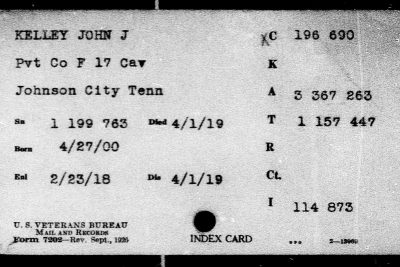 KELLEY JOHN J
Pvt Co F 17 Cav
Johnson City Tenn
Sn 1 199 763 Died 4/1/19
Born 4/27/00
Enl 2/23/18 Dis 4/1/19
XC 196 690
K
A 3 367 263
T 1 157 447
R
Ct.
I 114 873
U. S. VETERANS BUREAU
MAIL AND RECORDS
Form 7202—Rev. Sept., 1926
INDEX CARD